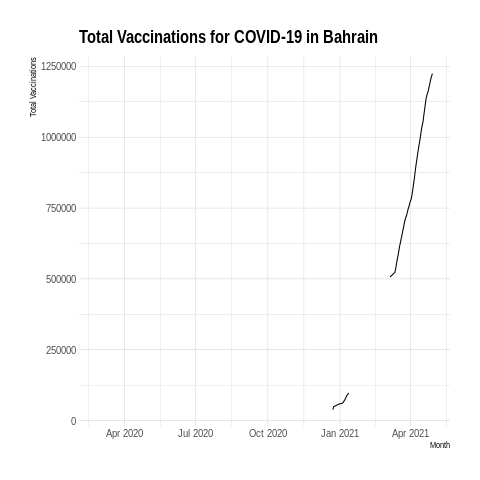 Total Vaccinations for COVID-19 in Bahrain
Total Vaccinations
1250000
1000000
750000
500000
250000
0
Apr 2020 Jul 2020 Oct 2020 Jan 2021 Apr 2021
Month